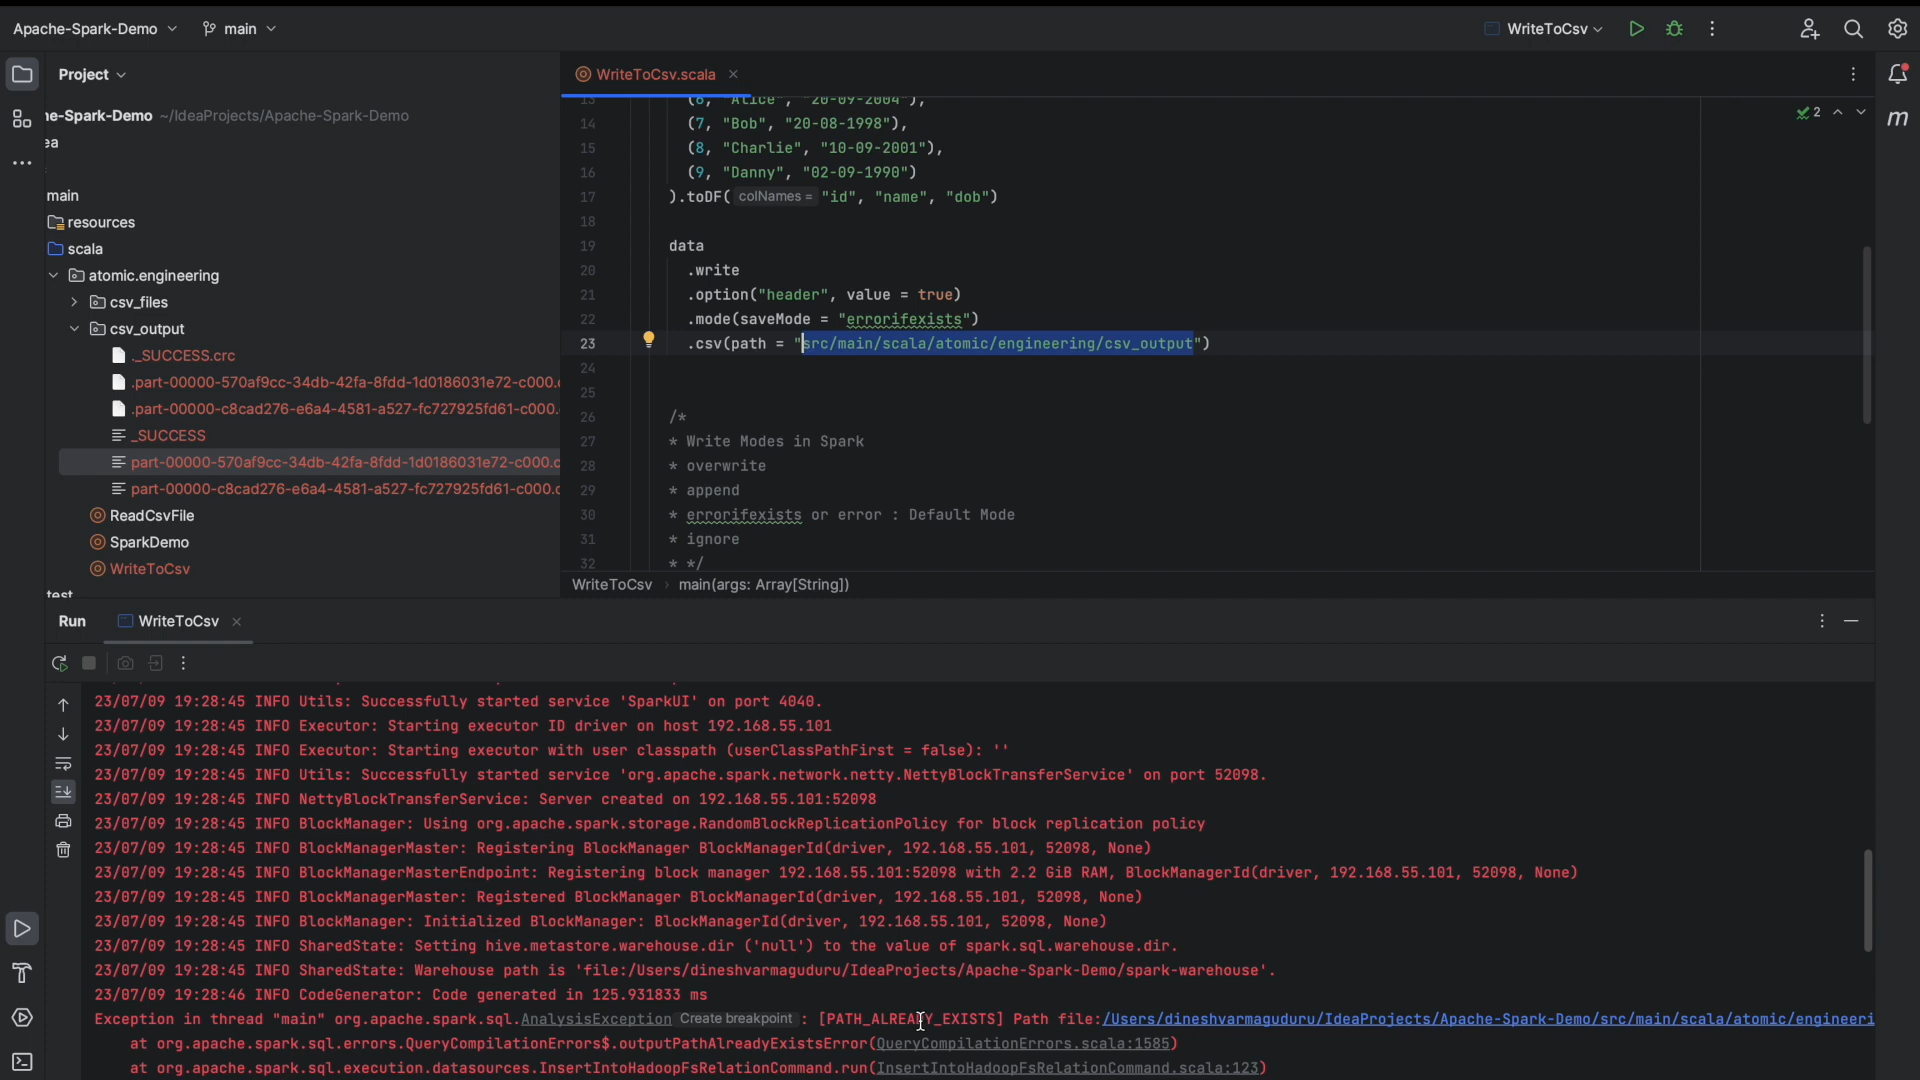 Apache-Spark-Demo
main
WriteToCsv
Project
WriteToCsv.scala
he-Spark-Demo ~/IdeaProjects/Apache-Spark-Demo
ea
main
resources
scala
atomic.engineering
csv_files
csv_output
._SUCCESS.crc
.part-00000-570af9cc-34db-42fa-8fdd-1d0186031e72-c000.c
.part-00000-c8cad276-e6a4-4581-a527-fc727925fd61-c000.
_SUCCESS
part-00000-570af9cc-34db-42fa-8fdd-1d0186031e72-c000.c
part-00000-c8cad276-e6a4-4581-a527-fc727925fd61-c000.c
ReadCsvFile
SparkDemo
WriteToCsv
test
2
m
13 (6, "Alice", "20-09-2004"),
14 (7, "Bob", "20-08-1998"),
15 (8, "Charlie", "10-09-2001"),
16 (9, "Danny", "02-09-1990")
17 ).toDF( colNames = "id", "name", "dob")
18
19 data
20 .write
21 .option("header", value = true)
22 .mode(saveMode = "errorifexists")
23 .csv(path = "src/main/scala/atomic/engineering/csv_output")
24
25
26 /*
27 * Write Modes in Spark
28 * overwrite
29 * append
30 * errorifexists or error : Default Mode
31 * ignore
32 * */
WriteToCsv > main(args: Array[String])
Run WriteToCsv
23/07/09 19:28:45 INFO Utils: Successfully started service 'SparkUI' on port 4040.
23/07/09 19:28:45 INFO Executor: Starting executor ID driver on host 192.168.55.101
23/07/09 19:28:45 INFO Executor: Starting executor with user classpath (userClassPathFirst = false): ''
23/07/09 19:28:45 INFO Utils: Successfully started service 'org.apache.spark.network.netty.NettyBlockTransferService' on port 52098.
23/07/09 19:28:45 INFO NettyBlockTransferService: Server created on 192.168.55.101:52098
23/07/09 19:28:45 INFO BlockManager: Using org.apache.spark.storage.RandomBlockReplicationPolicy for block replication policy
23/07/09 19:28:45 INFO BlockManagerMaster: Registering BlockManager BlockManagerId(driver, 192.168.55.101, 52098, None)
23/07/09 19:28:45 INFO BlockManagerMasterEndpoint: Registering block manager 192.168.55.101:52098 with 2.2 GiB RAM, BlockManagerId(driver, 192.168.55.101, 52098, None)
23/07/09 19:28:45 INFO BlockManagerMaster: Registered BlockManager BlockManagerId(driver, 192.168.55.101, 52098, None)
23/07/09 19:28:45 INFO BlockManager: Initialized BlockManager: BlockManagerId(driver, 192.168.55.101, 52098, None)
23/07/09 19:28:45 INFO SharedState: Setting hive.metastore.warehouse.dir ('null') to the value of spark.sql.warehouse.dir.
23/07/09 19:28:45 INFO SharedState: Warehouse path is 'file:/Users/dineshvarmaguduru/IdeaProjects/Apache-Spark-Demo/spark-warehouse'.
23/07/09 19:28:46 INFO CodeGenerator: Code generated in 125.931833 ms
Exception in thread "main" org.apache.spark.sql.AnalysisException Create breakpoint : [PATH_ALREADY_EXISTS] Path file:/Users/dineshvarmaguduru/IdeaProjects/Apache-Spark-Demo/src/main/scala/atomic/engineeri
at org.apache.spark.sql.errors.QueryCompilationErrors$.outputPathAlreadyExistsError(QueryCompilationErrors.scala:1585)
at org.apache.spark.sql.execution.datasources.InsertIntoHadoopFsRelationCommand.run(InsertIntoHadoopFsRelationCommand.scala:123)